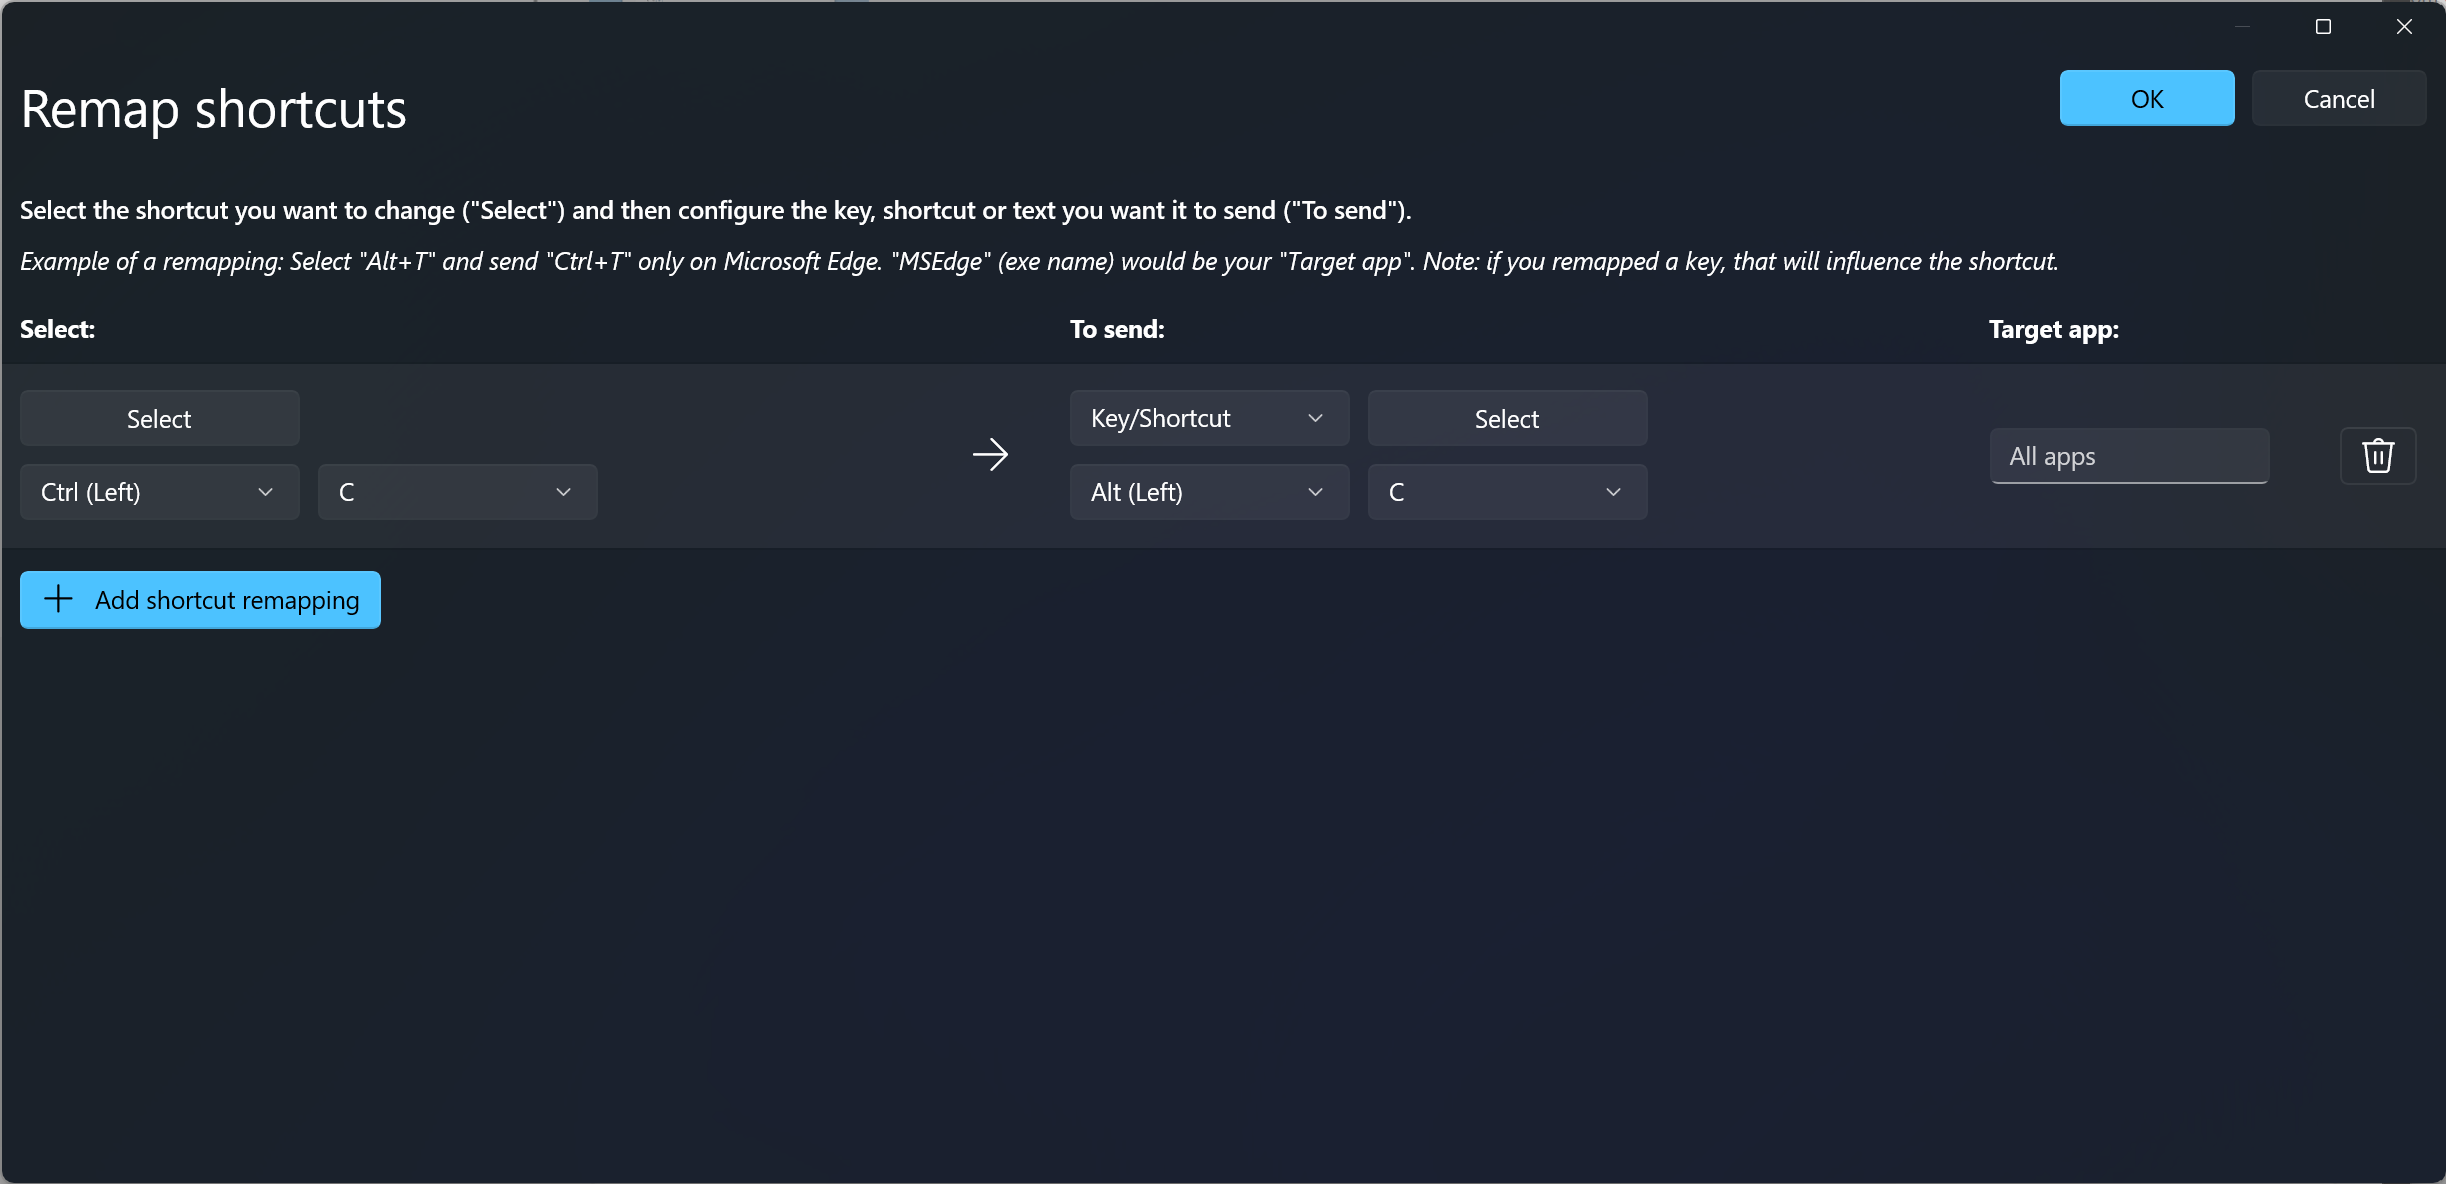 Remap shortcuts
OK
Cancel
Select the shortcut you want to change ("Select") and then configure the key, shortcut or text you want it to send ("To send").
Example of a remapping: Select "Alt+T" and send "Ctrl+T" only on Microsoft Edge. "MSEdge" (exe name) would be your "Target app". Note: if you remapped a key, that will influence the shortcut.
Select:
To send:
Target app:
Select
Key/Shortcut
Select
All apps
Ctrl (Left)
C
Alt (Left)
C
Add shortcut remapping